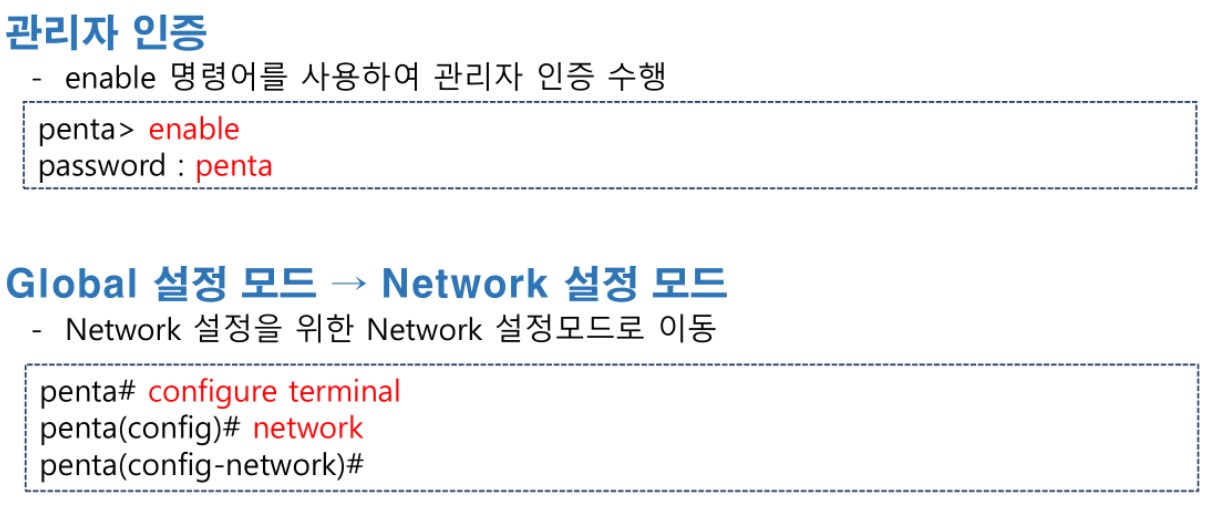 관리자 인증
- enable 명령어를 사용하여 관리자 인증 수행
penta> enable
password : penta
Global 설정 모드 → Network 설정 모드
- Network 설정을 위한 Network 설정모드로 이동
penta# configure terminal
penta(config)# network
penta(config-network)#